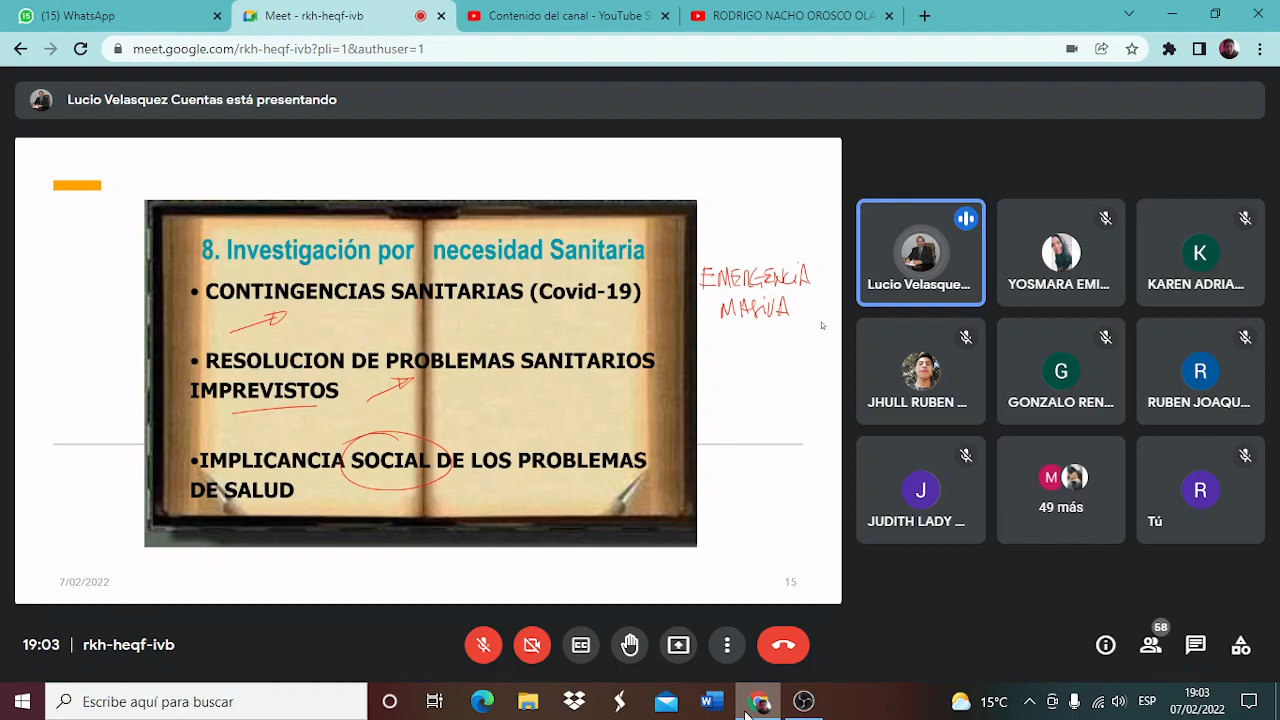 (15) WhatsApp
Meet - rkh-heqf-ivb
Contenido del canal - YouTube S
RODRIGO NACHO OROSCO OLA
meet.google.com/rkh-heqf-ivb?pli=1&authuser=1
Lucio Velasquez Cuentas está presentando
8. Investigación por necesidad Sanitaria
• CONTINGENCIAS SANITARIAS (Covid-19)
• RESOLUCION DE PROBLEMAS SANITARIOS
IMPREVISTOS
•IMPLICANCIA SOCIAL DE LOS PROBLEMAS
DE SALUD
EMERGENCIA
MASIVA
7/02/2022
15
Lucio Velasque...
YOSMARA EMI...
K
KAREN ADRIA...
JHULL RUBEN ...
G
GONZALO REN...
R
RUBEN JOAQU...
J
JUDITH LADY ...
M
49 más
R
Tú
19:03 | rkh-heqf-ivb
58
Escribe aquí para buscar
15°C
ESP
19:03
07/02/2022